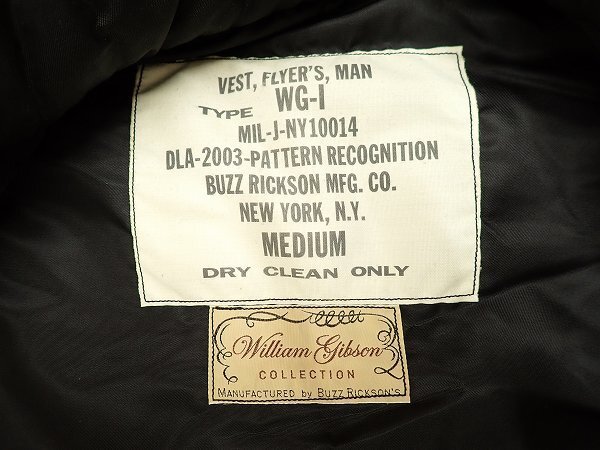 VEST, FLYER'S, MAN
TYPE WG-1
MIL-J-NY10014
DLA-2003-PATTERN RECOGNITION
BUZZ RICKSON MFG. CO.
NEW YORK, N.Y.
MEDIUM
DRY CLEAN ONLY
William Gibson
COLLECTION
MANUFACTURED by BUZZ RICKSON'S